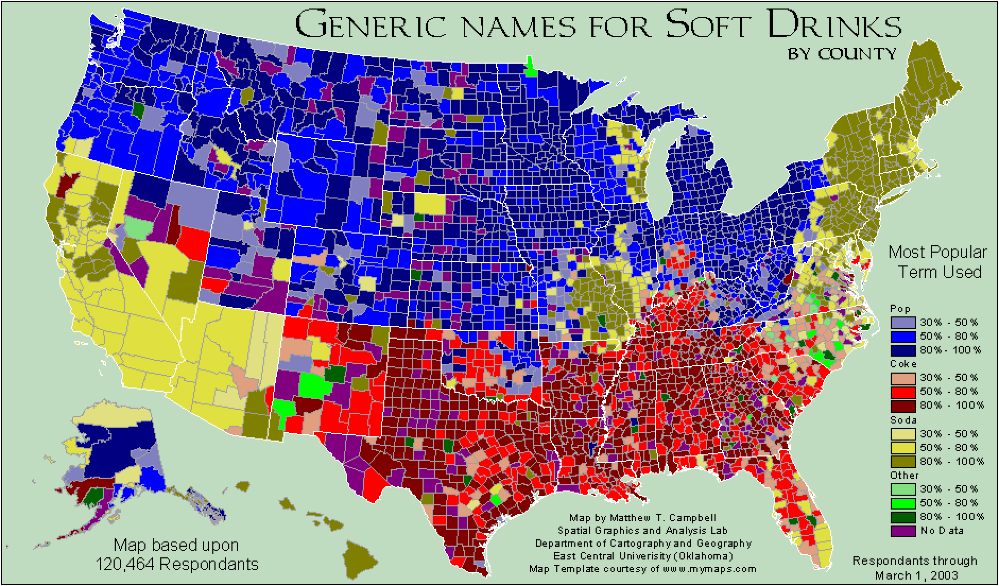 GENERIC NAMES FOR SOFT DRINKS
BY COUNTY
Most Popular
Term Used
Pop
30% - 50%
50% - 80%
80% - 100%
Coke
30% - 50%
50% - 80%
80% - 100%
Soda
30% - 50%
50% - 80%
80% - 100%
Other
30% - 50%
50% - 80%
80% - 100%
No Data
Map based upon
120,464 Respondants
Map by Matthew T. Campbell
Spatial Graphics and Analysis Lab
Department of Cartography and Geography
East Central Univerisity (Oklahoma)
Map Template courtesy of www.mymaps.com
Respondants through
March 1, 2003